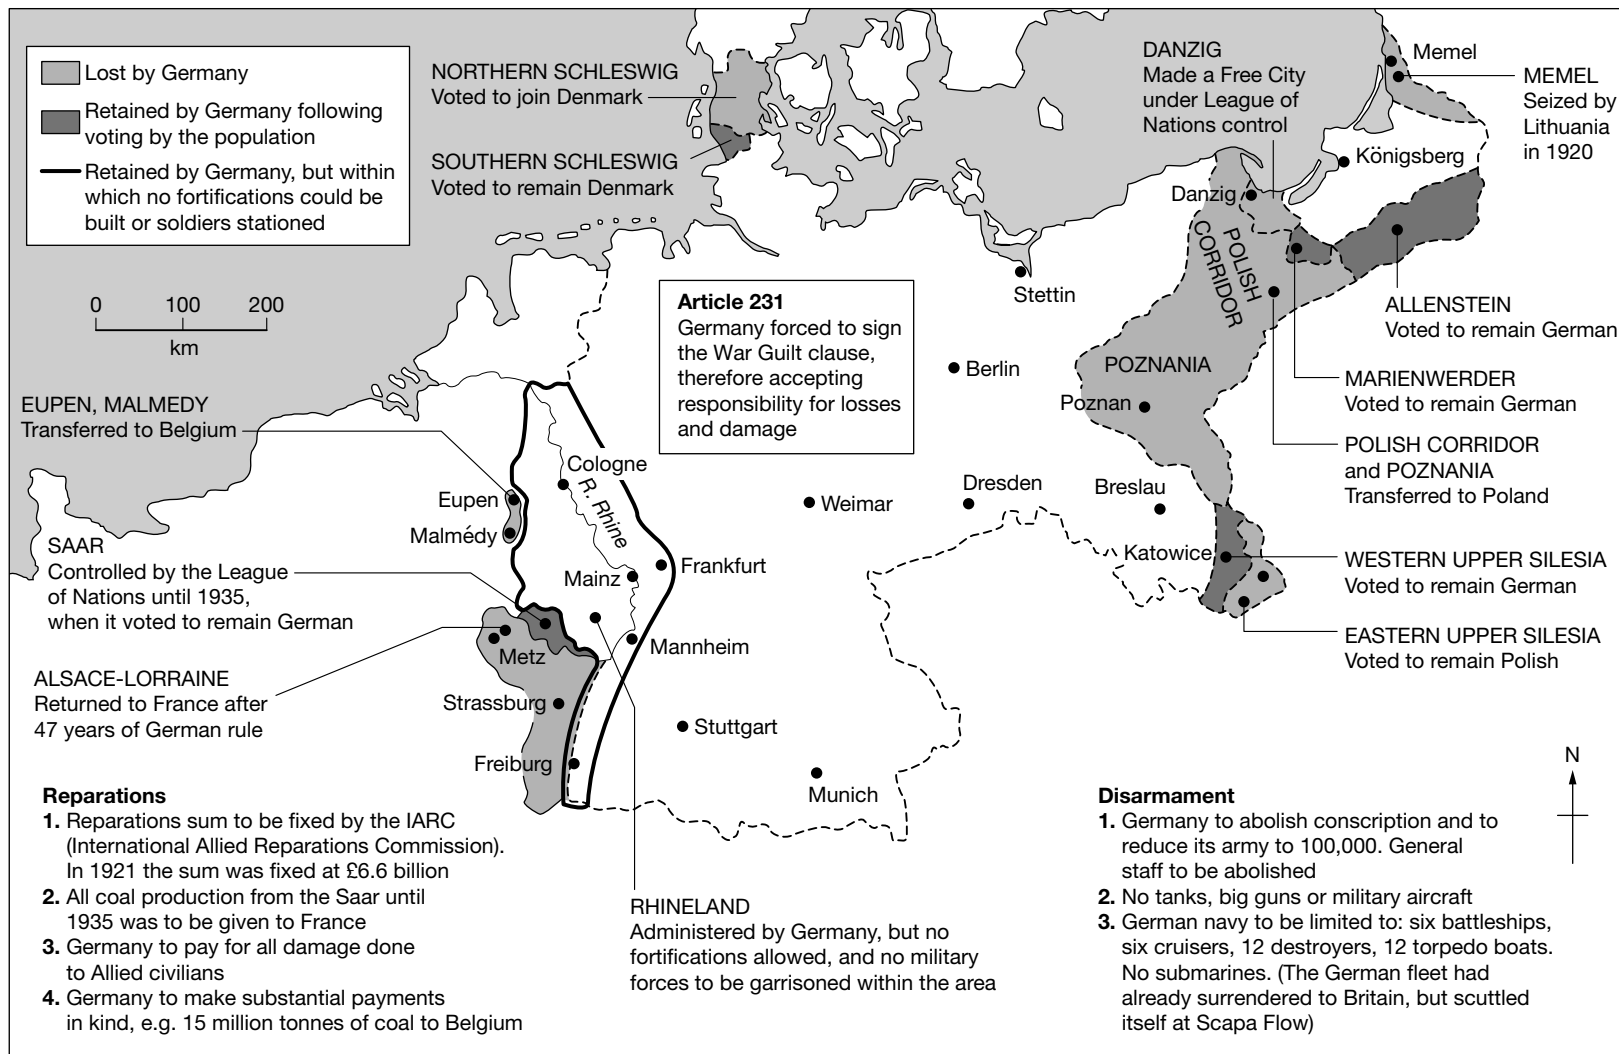 Lost by Germany
Retained by Germany following
voting by the population
Retained by Germany, but within
which no fortifications could be
built or soldiers stationed
0 100 200
km
NORTHERN SCHLESWIG
Voted to join Denmark
SOUTHERN SCHLESWIG
Voted to remain Denmark
DANZIG
Made a Free City
under League of
Nations control
Memel
MEMEL
Seized by
Lithuania
in 1920
Königsberg
Danzig
POLISH
CORRIDOR
Stettin
ALLENSTEIN
Voted to remain German
Article 231
Germany forced to sign
the War Guilt clause,
therefore accepting
responsibility for losses
and damage
Berlin
POZNANIA
Poznan
MARIENWERDER
Voted to remain German
POLISH CORRIDOR
and POZNANIA
Transferred to Poland
EUPEN, MALMEDY
Transferred to Belgium
Cologne
R. Rhine
Eupen
Malmédy
Weimar
Dresden
Breslau
Katowice
WESTERN UPPER SILESIA
Voted to remain German
EASTERN UPPER SILESIA
Voted to remain Polish
SAAR
Controlled by the League
of Nations until 1935,
when it voted to remain German
Mainz
Frankfurt
Mannheim
Metz
ALSACE-LORRAINE
Returned to France after
47 years of German rule
Strassburg
Stuttgart
Freiburg
Munich
N
Reparations
1. Reparations sum to be fixed by the IARC
(International Allied Reparations Commission).
In 1921 the sum was fixed at £6.6 billion
2. All coal production from the Saar until
1935 was to be given to France
3. Germany to pay for all damage done
to Allied civilians
4. Germany to make substantial payments
in kind, e.g. 15 million tonnes of coal to Belgium
RHINELAND
Administered by Germany, but no
fortifications allowed, and no military
forces to be garrisoned within the area
Disarmament
1. Germany to abolish conscription and to
reduce its army to 100,000. General
staff to be abolished
2. No tanks, big guns or military aircraft
3. German navy to be limited to: six battleships,
six cruisers, 12 destroyers, 12 torpedo boats.
No submarines. (The German fleet had
already surrendered to Britain, but scuttled
itself at Scapa Flow)